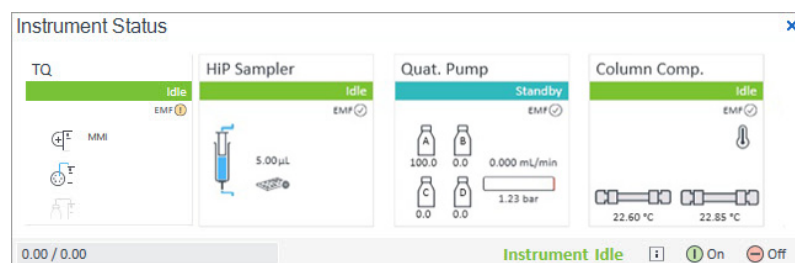 Instrument Status
TQ
Idle
EMF
MMI
HiP Sampler
Idle
EMF
5.00 µL
Quat. Pump
Standby
EMF
A B
100.0 0.0 0.000 mL/min
C D
1.23 bar
0.0 0.0
Column Comp.
Idle
EMF
22.60 °C 22.85 °C
0.00 / 0.00
Instrument Idle
On
Off